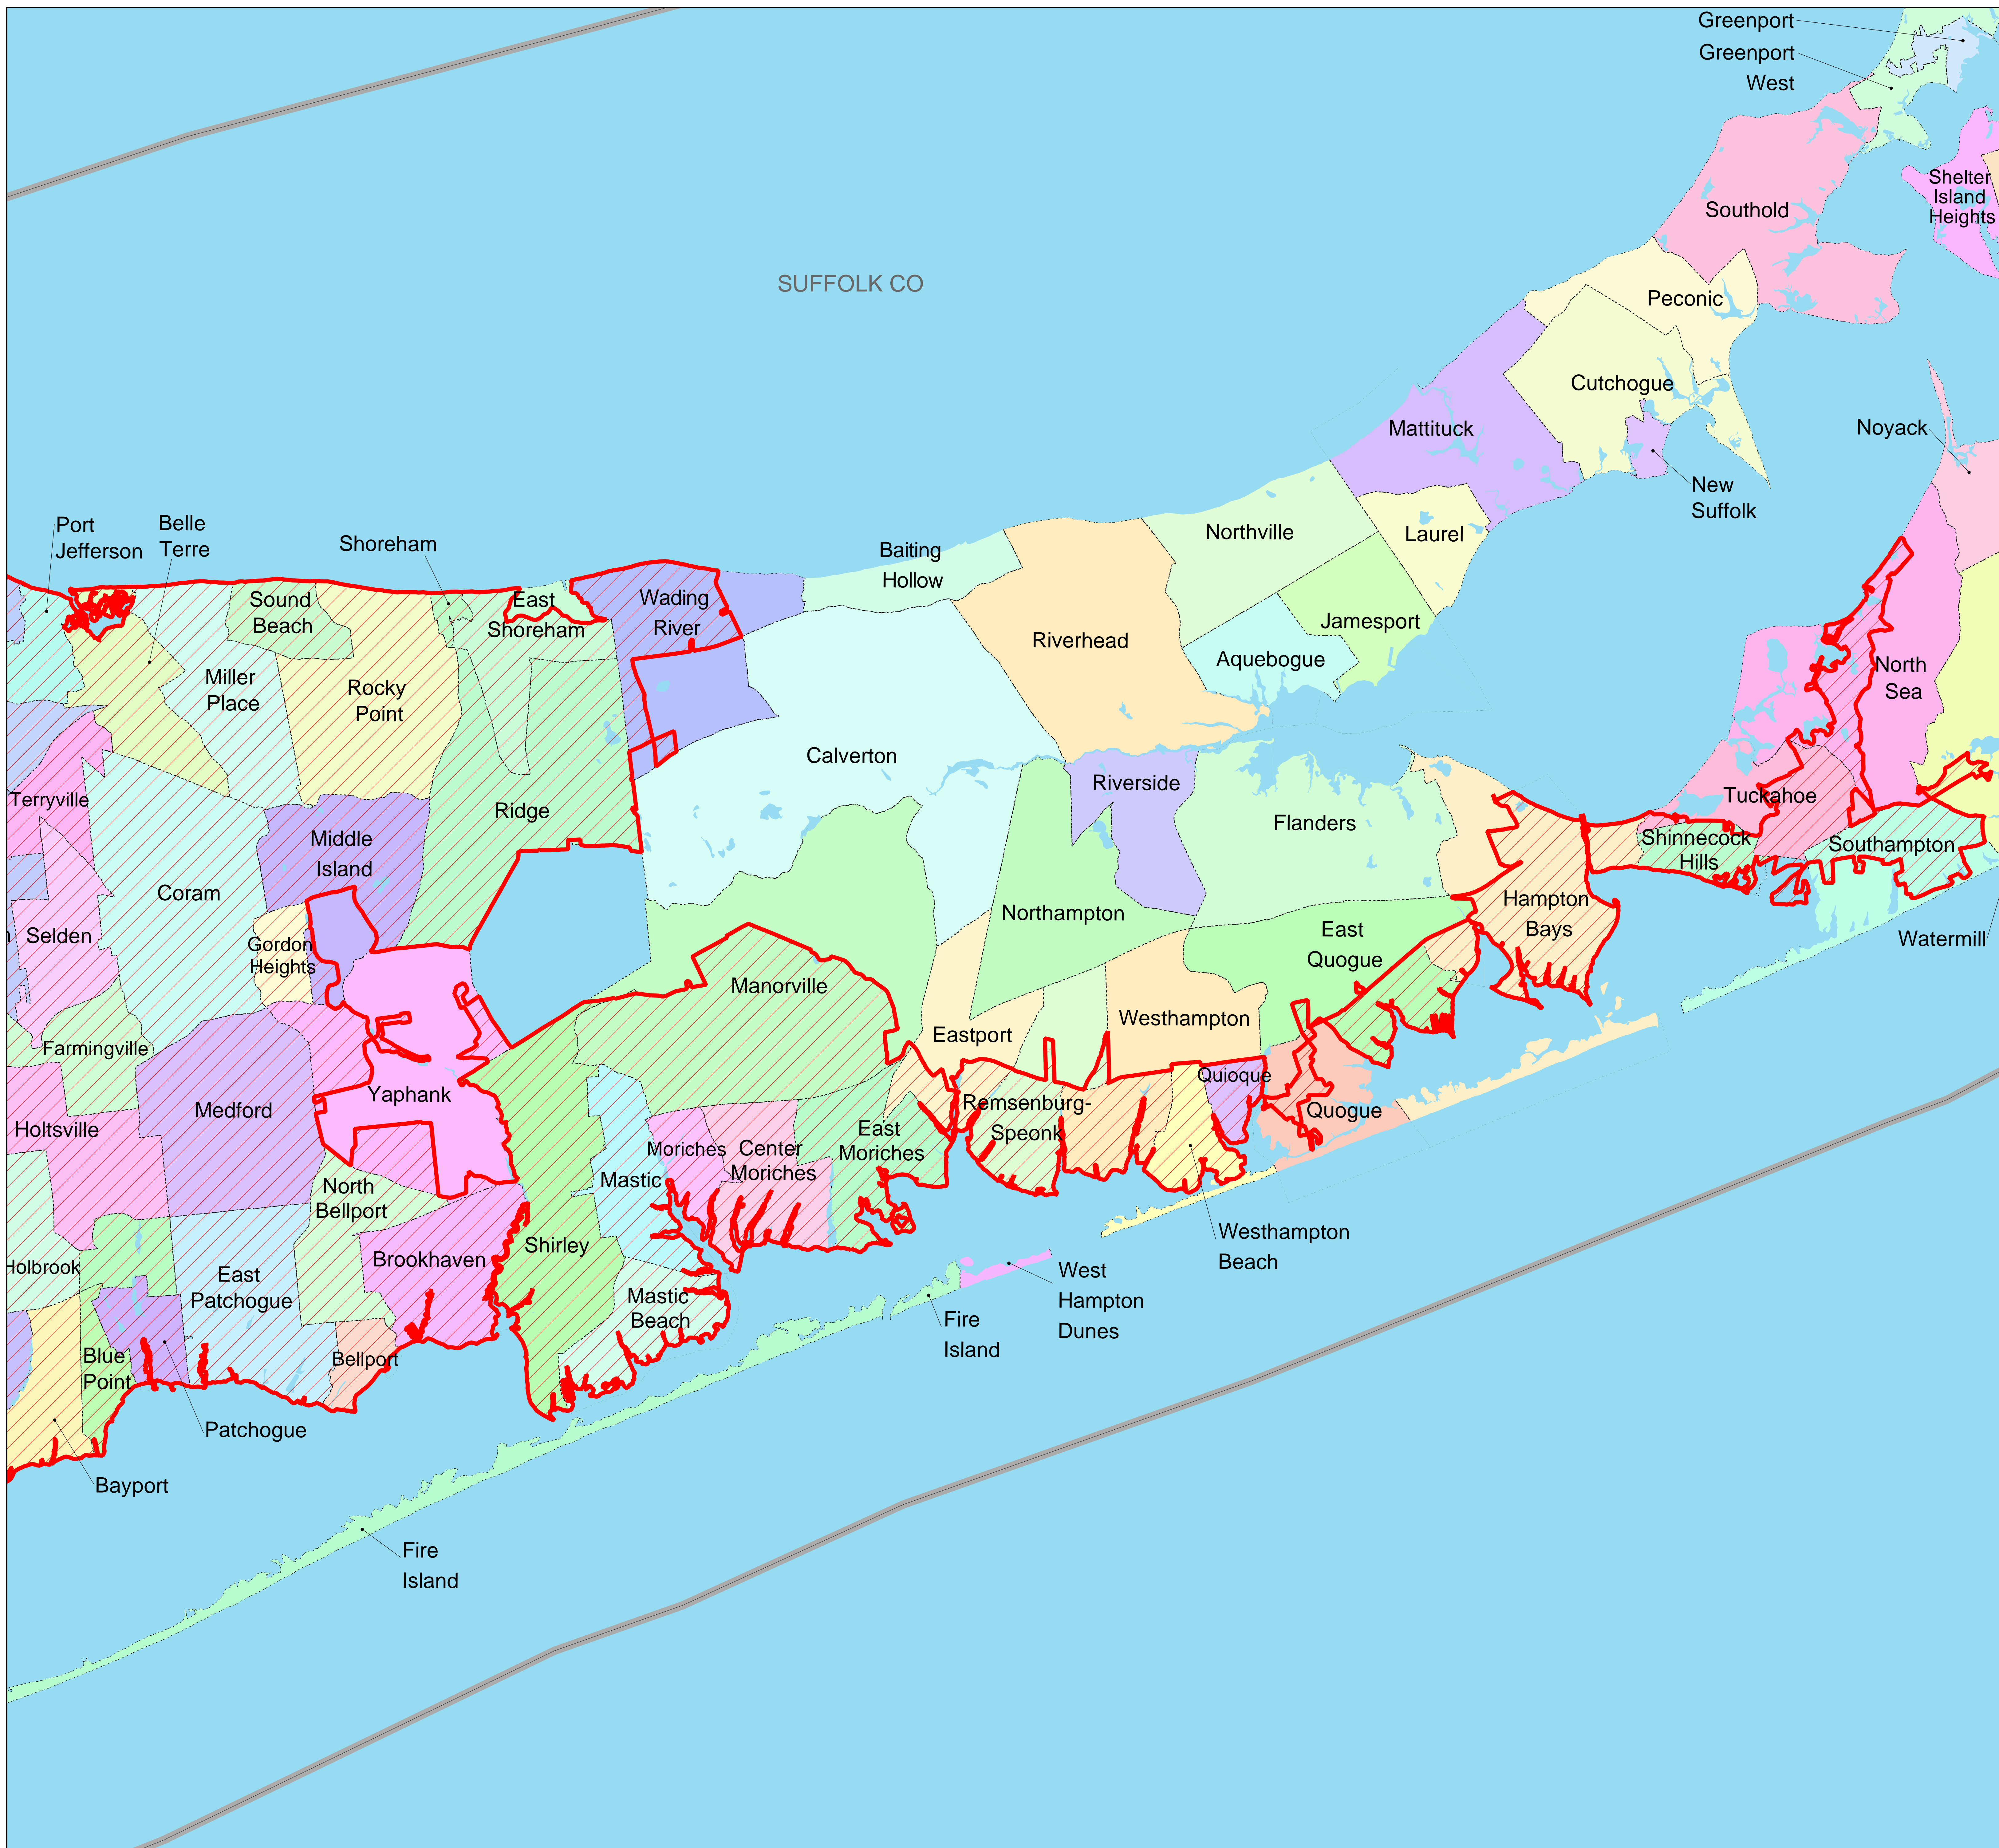 Greenport
Greenport
West
Shelter
Island
Heights
Southold
SUFFOLK CO
Peconic
Cutchogue
Mattituck
Noyack
New
Suffolk
Port
Jefferson
Belle
Terre
Shoreham
Baiting
Hollow
Northville
Laurel
Sound
Beach
East
Shoreham
Wading
River
Riverhead
Jamesport
Aquebogue
Miller
Place
Rocky
Point
North
Sea
Calverton
Riverside
Terryville
Middle
Island
Ridge
Flanders
Tuckahoe
Shinnecock
Hills
Southampton
Coram
Selden
Gordon
Heights
Northampton
Hampton
Bays
East
Quogue
Watermill
Manorville
Farmingville
Eastport
Westhampton
Yaphank
Medford
Holtsville
Quioque
Quogue
Remsenburg-
Speonk
East
Moriches
Moriches
Center
Moriches
Mastic
North
Bellport
Brookhaven
Shirley
Westhampton
Beach
Holbrook
East
Patchogue
Mastic
Beach
West
Hampton
Dunes
Fire
Island
Blue
Point
Bellport
Patchogue
Bayport
Fire
Island